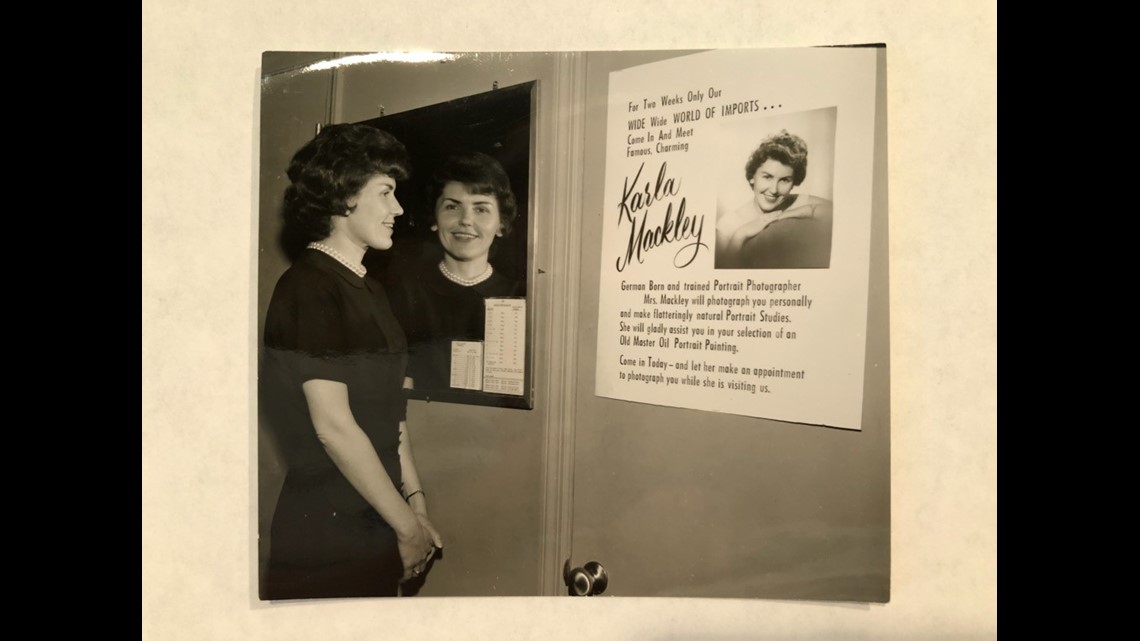 For Two Weeks Only Our
WIDE Wide WORLD OF IMPORTS . . .
Come In And Meet
Famous, Charming
Karla
Mackley
German Born and trained Portrait Photographer
Mrs. Mackley will photograph you personally
and make flatteringly natural Portrait Studies.
She will gladly assist you in your selection of an
Old Master Oil Portrait Painting.
Come in Today – and let her make an appointment
to photograph you while she is visiting us.